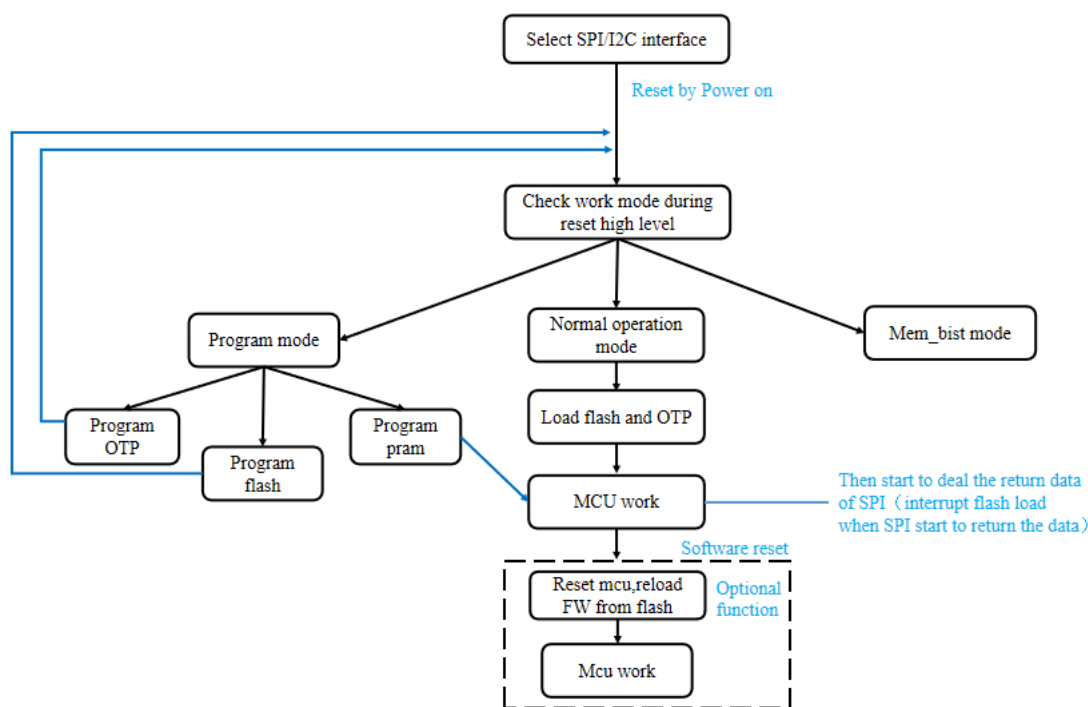 Select SPI/I2C interface
Reset by Power on
Check work mode during
reset high level
Program mode
Normal operation
mode
Mem_bist mode
Program
OTP
Program
flash
Program
pram
Load flash and OTP
MCU work
Then start to deal the return data
of SPI（interrupt flash load
when SPI start to return the data）
Software reset
Reset mcu,reload
FW from flash
Optional
function
Mcu work